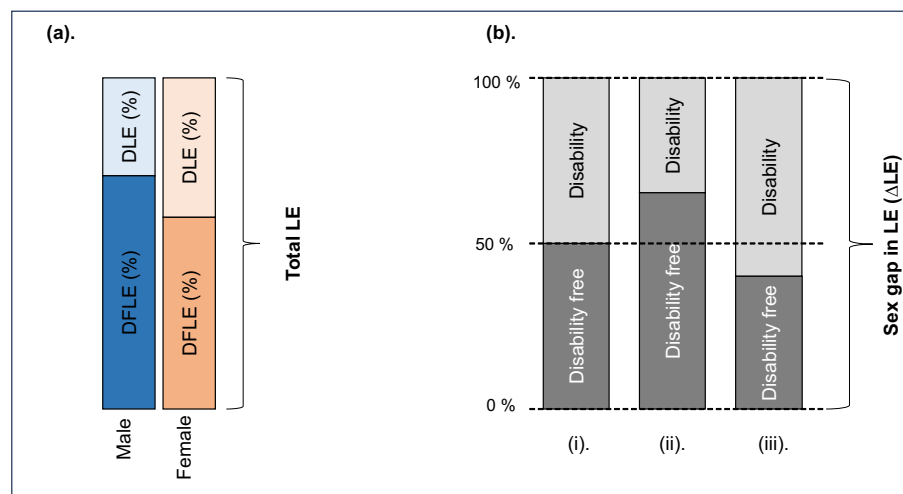 (a).
DLE (%)
DLE (%)
DFLE (%)
DFLE (%)
Male
Female
Total LE
(b).
100 %
50 %
0 %
Disability
Disability
Disability
Disability free
Disability free
Disability free
(i).
(ii).
(iii).
Sex gap in LE (ΔLE)